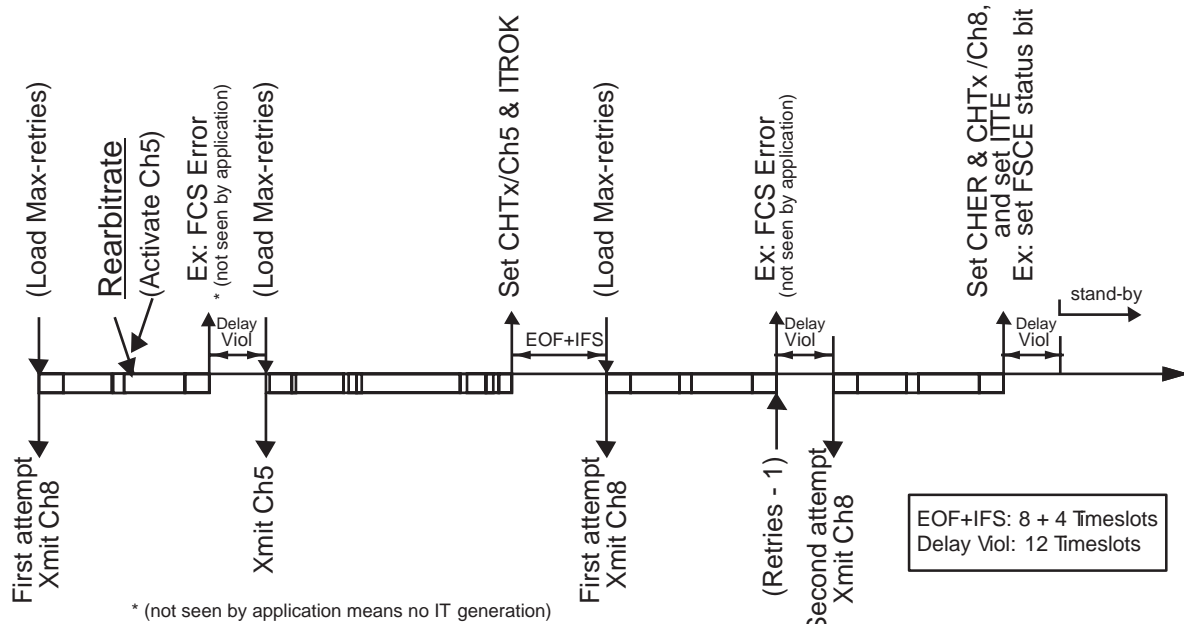 (Load Max-retries)
Rearbitrate
(Activate Ch5)
Ex: FCS Error
* (not seen by application)
(Load Max-retries)
Set CHTx/Ch5 & ITROK
(Load Max-retries)
Ex: FCS Error
(not seen by application)
Set CHER & CHTx /Ch8,
and set ITTE
Ex: set FSCE status bit
stand-by
Delay
Viol
EOF+IFS
Delay
Viol
Delay
Viol
First attempt
Xmit Ch8
Xmit Ch5
First attempt
Xmit Ch8
(Retries - 1)
Second attempt
Xmit Ch8
EOF+IFS: 8 + 4 Timeslots
Delay Viol: 12 Timeslots
* (not seen by application means no IT generation)